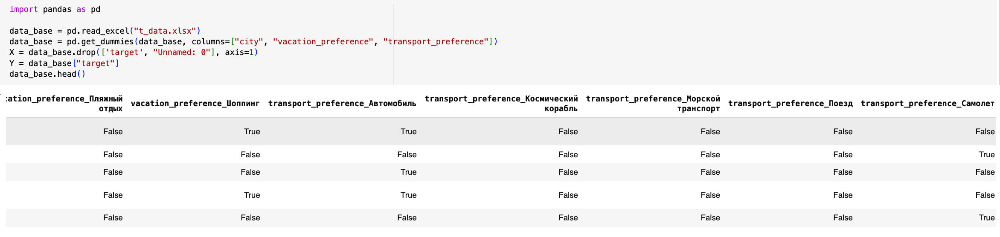 import pandas as pd
data_base = pd.read_excel("t_data.xlsx")
data_base = pd.get_dummies(data_base, columns=["city", "vacation_preference", "transport_preference"])
X = data_base.drop(['target', "Unnamed: 0"], axis=1)
Y = data_base["target"]
data_base.head()
cation_preference_Пляжный отдых vacation_preference_Шоппинг transport_preference_Автомобиль transport_preference_Космический корабль transport_preference_Морской транспорт transport_preference_Поезд transport_preference_Самолет
False True True False False False False
False False False False False False True
False False True False False False False
False True True False False False False
False False False False False False True